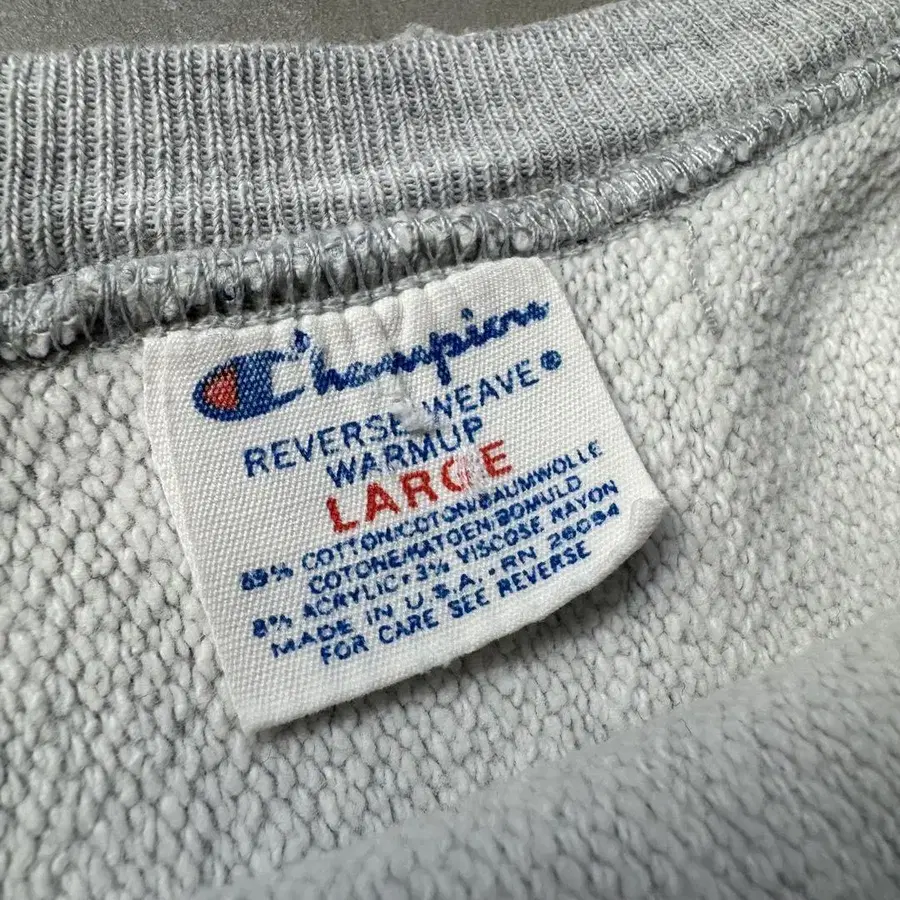 Champion
REVERSE WEAVE®
WARMUP
LARGE
89% COTTON/COTON/BAUMWOLLE
COTONE/KATOEN/BOMULD
8% ACRYLIC • 3% VISCOSE RAYON
MADE IN U.S.A. • RN 26094
FOR CARE SEE REVERSE